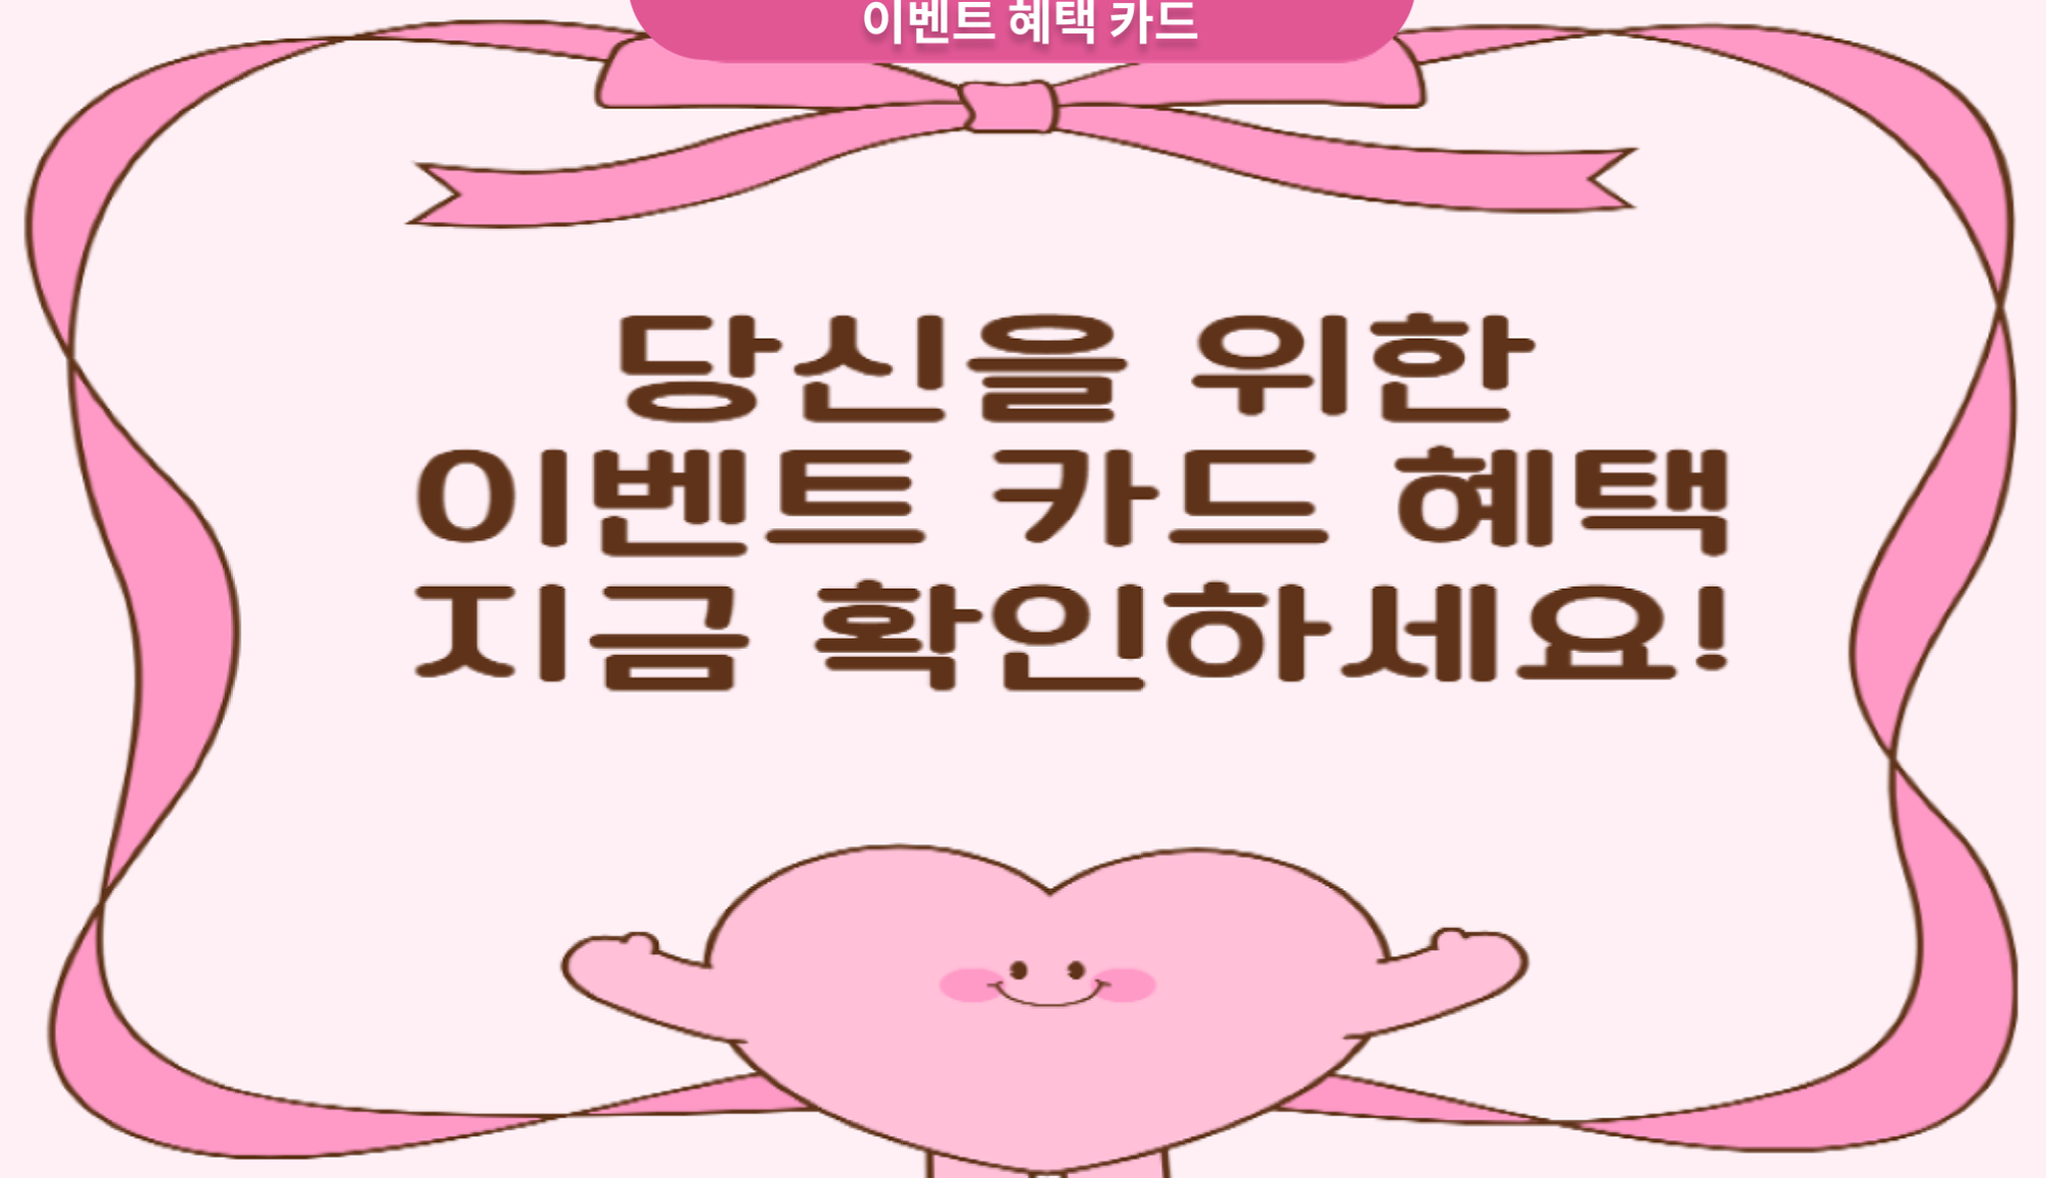 이벤트 혜택 카드
당신을 위한
이벤트 카드 혜택
지금 확인하세요!